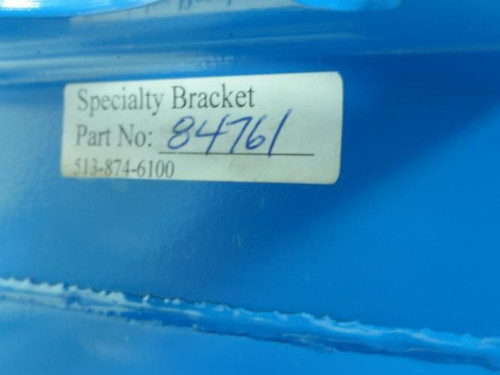 Specialty Bracket
Part No: 84761
513-874-6100